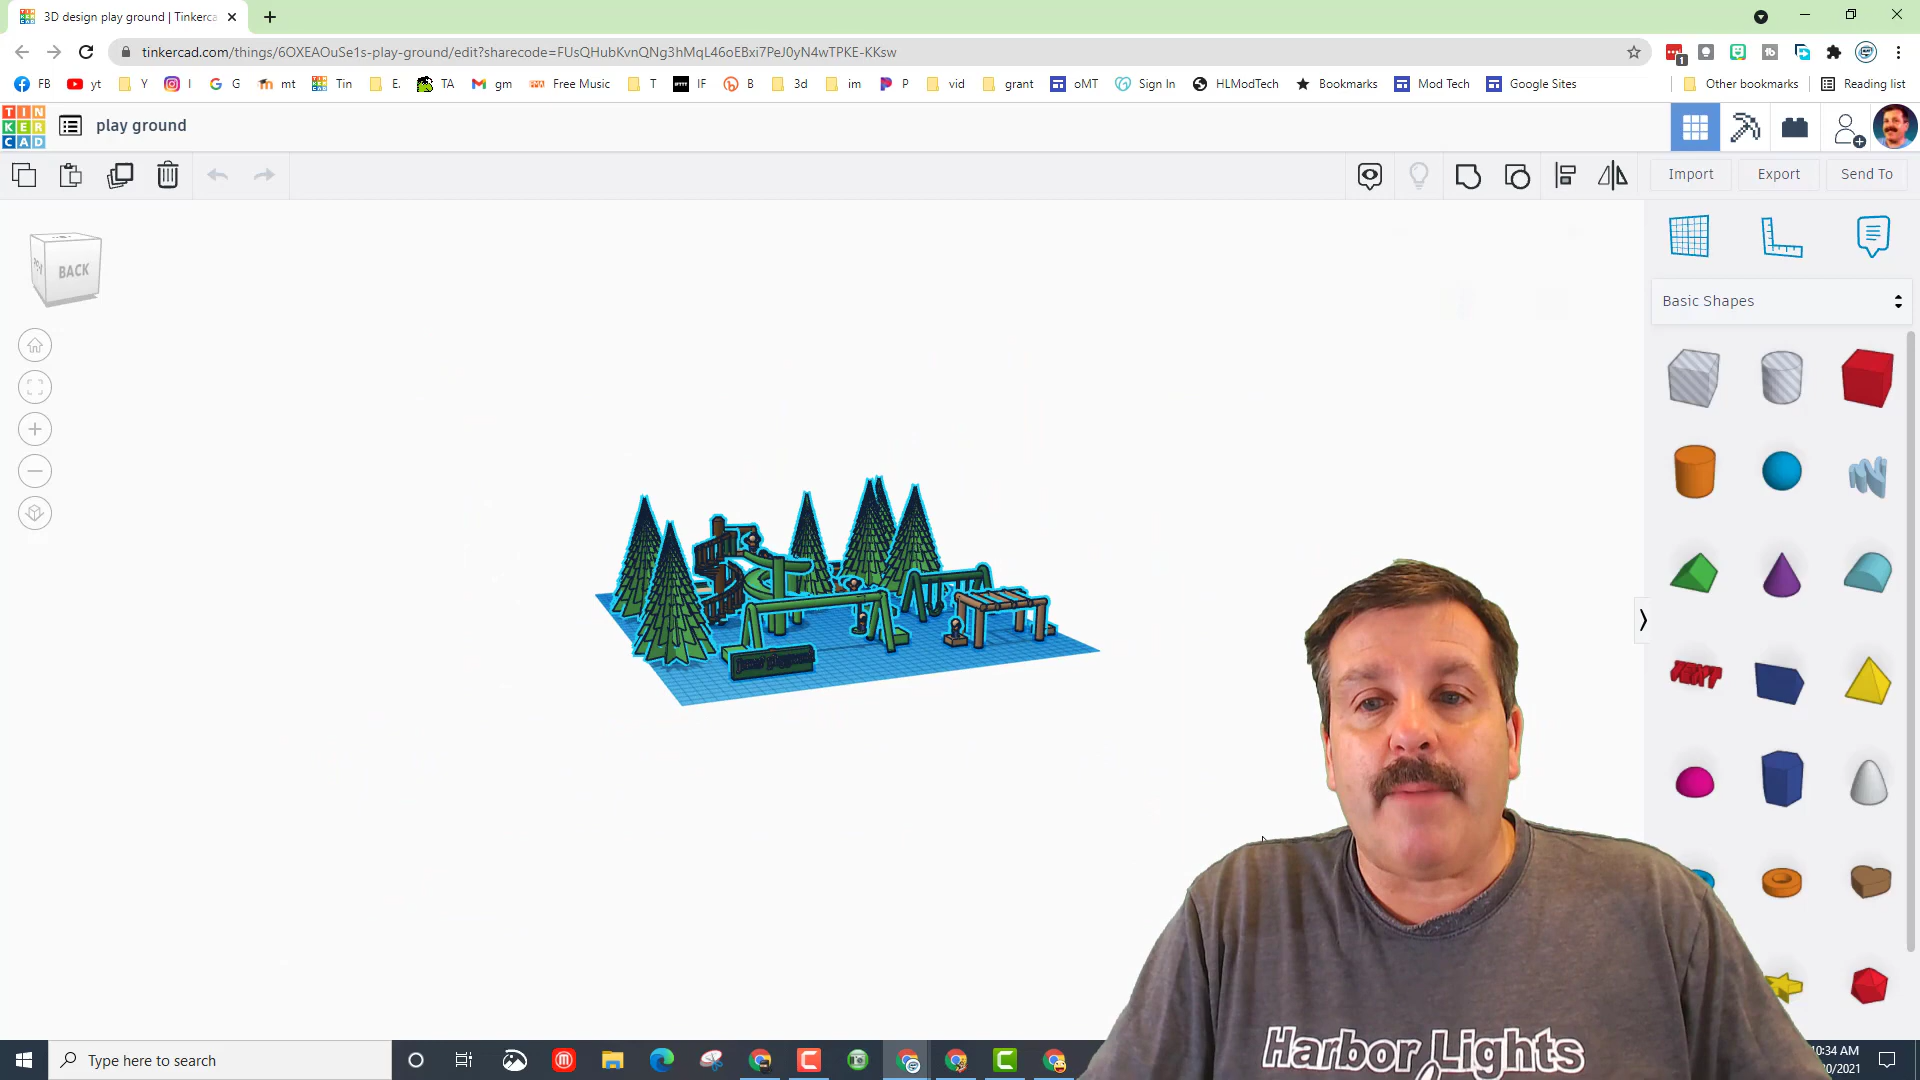 3D design play ground | Tinkerca
tinkercad.com/things/6OXEAOuSe1s-play-ground/edit?sharecode=FUsQHubKvnQNg3hMqL46oEBxi7PeJ0yN4wTPKE-KKsw
1
FB yt Y I G mt Tin E. TA gm Free Music T IF B 3d im P vid grant oMT Sign In HLModTech Bookmarks Mod Tech Google Sites Other bookmarks Reading list
TIN
KER
CAD
play ground
Import Export Send To
BACK
Basic Shapes
TEXT
Harbor Lights
Type here to search